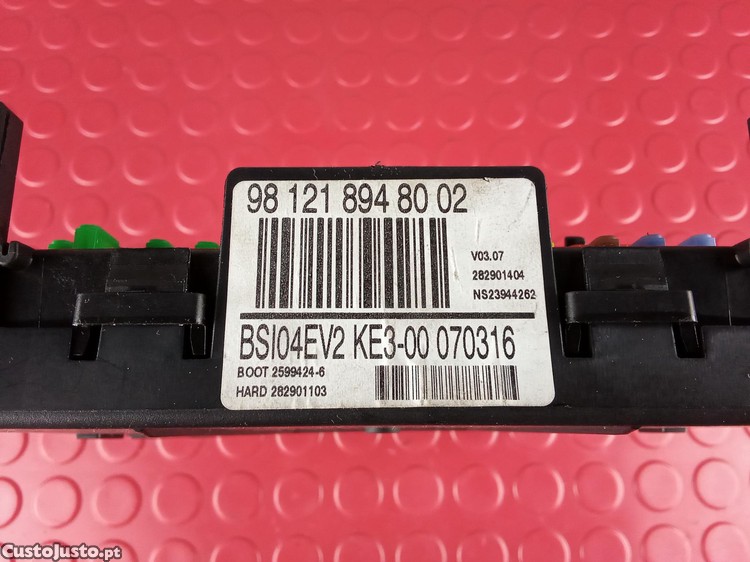 98 121 894 80 02
V03.07
282901404
NS23944262
BSI04EV2 KE3-00 070316
BOOT 2599424-6
HARD 282901103
CustoJusto.pt